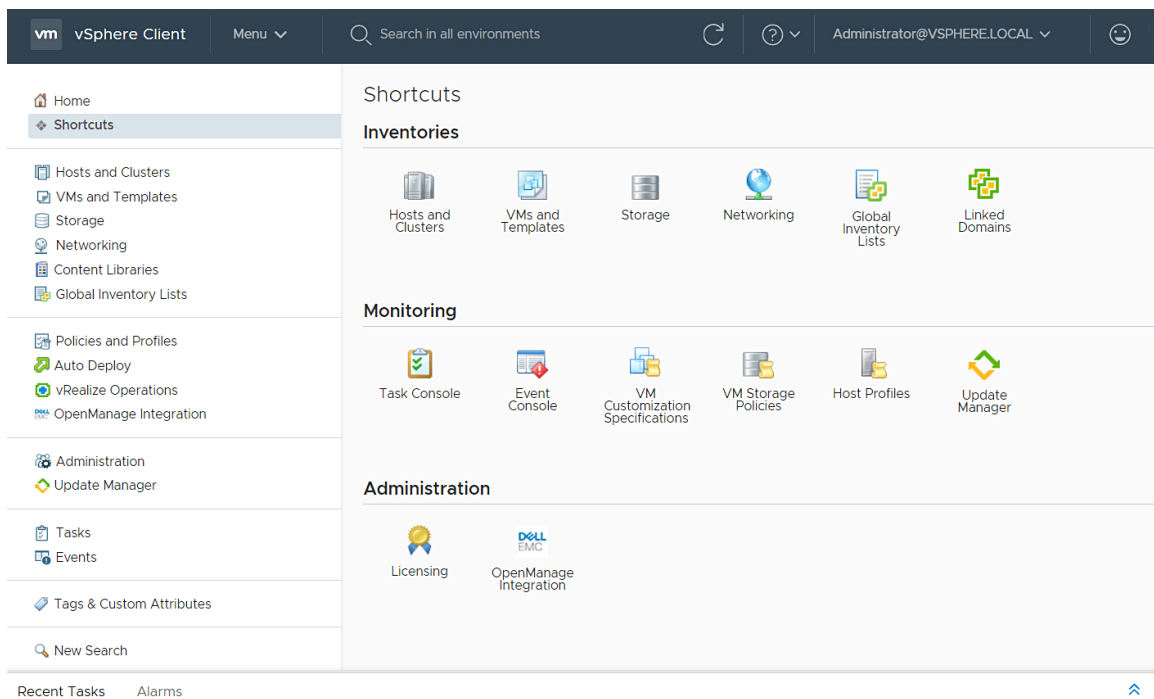 vm vSphere Client Menu Search in all environments ? Administrator@VSPHERE.LOCAL
Home
Shortcuts
Hosts and Clusters
VMs and Templates
Storage
Networking
Content Libraries
Global Inventory Lists
Policies and Profiles
Auto Deploy
vRealize Operations
DELL EMC OpenManage Integration
Administration
Update Manager
Tasks
Events
Tags & Custom Attributes
New Search
Shortcuts
Inventories
Hosts and
Clusters
VMs and
Templates
Storage
Networking
Global
Inventory
Lists
Linked
Domains
Monitoring
Task Console
Event
Console
VM
Customization
Specifications
VM Storage
Policies
Host Profiles
Update
Manager
Administration
Licensing
DELL
EMC
OpenManage
Integration
Recent Tasks Alarms